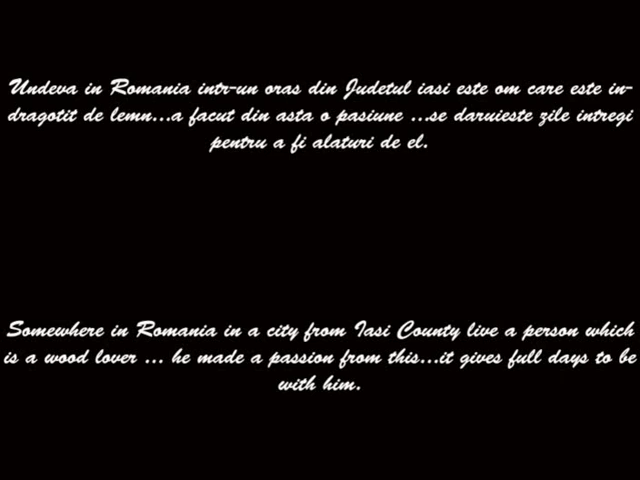 Undeva in Romania intr-un oras din Judetul iasi este om care este in-
dragotit de lemn...a facut din asta o pasiune ...se daruieste zile intregi
pentru a fi alaturi de el.
Somewhere in Romania in a city from Iasi County live a person which
is a wood lover ... he made a passion from this...it gives full days to be
with him.